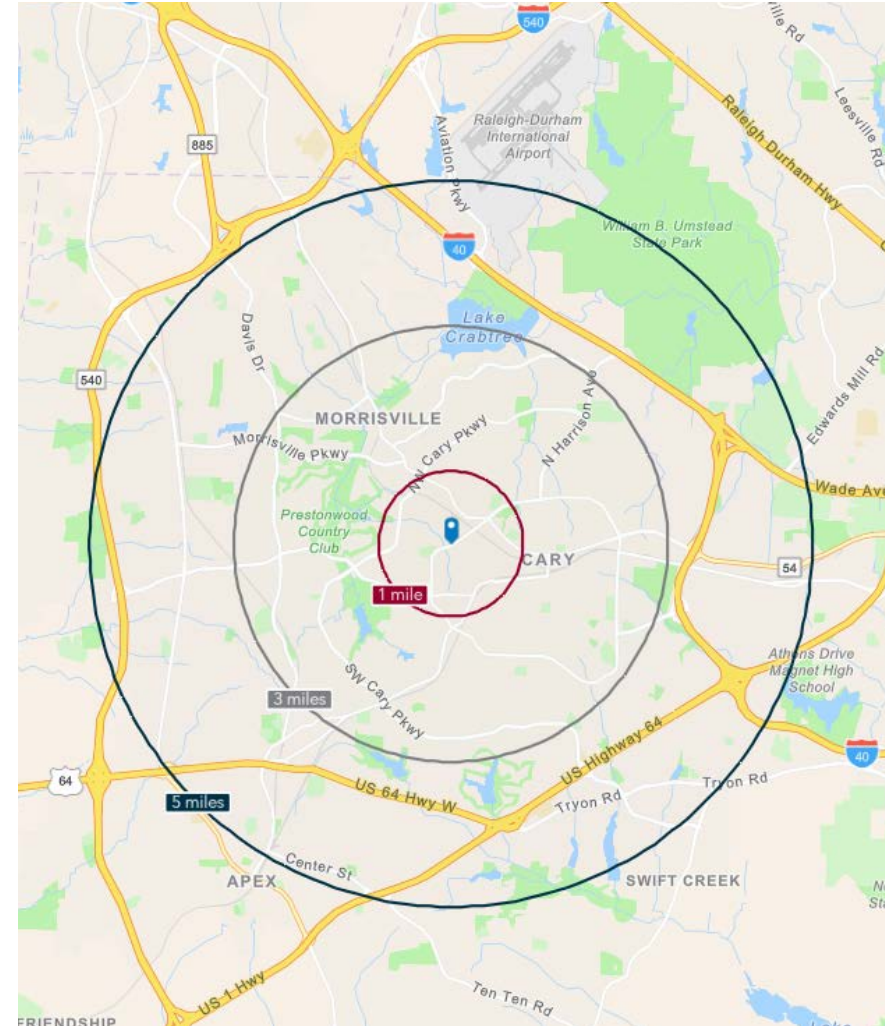 540
ville Rd
Leesville Rd
Raleigh Durham Hwy
Raleigh-Durham
International
Airport
Aviation Pkwy
885
William B. Umstead
State Park
40
Lake
Crabtree
Davis Dr
540
Edwards Mill Rd
MORRISVILLE
N Harrison Ave
NW Cary Pkwy
Morrisville Pkwy
Wade Ave
Prestonwood
Country
Club
CARY
54
1 mile
Athens Drive
Magnet High
School
3 miles
SW Cary Pkwy
US Highway 64
40
64
US 64 Hwy W
Tryon Rd
Tryon Rd
5 miles
Center St
APEX
SWIFT CREEK
US 1 Hwy
Ten Ten Rd
FRIENDSHIP